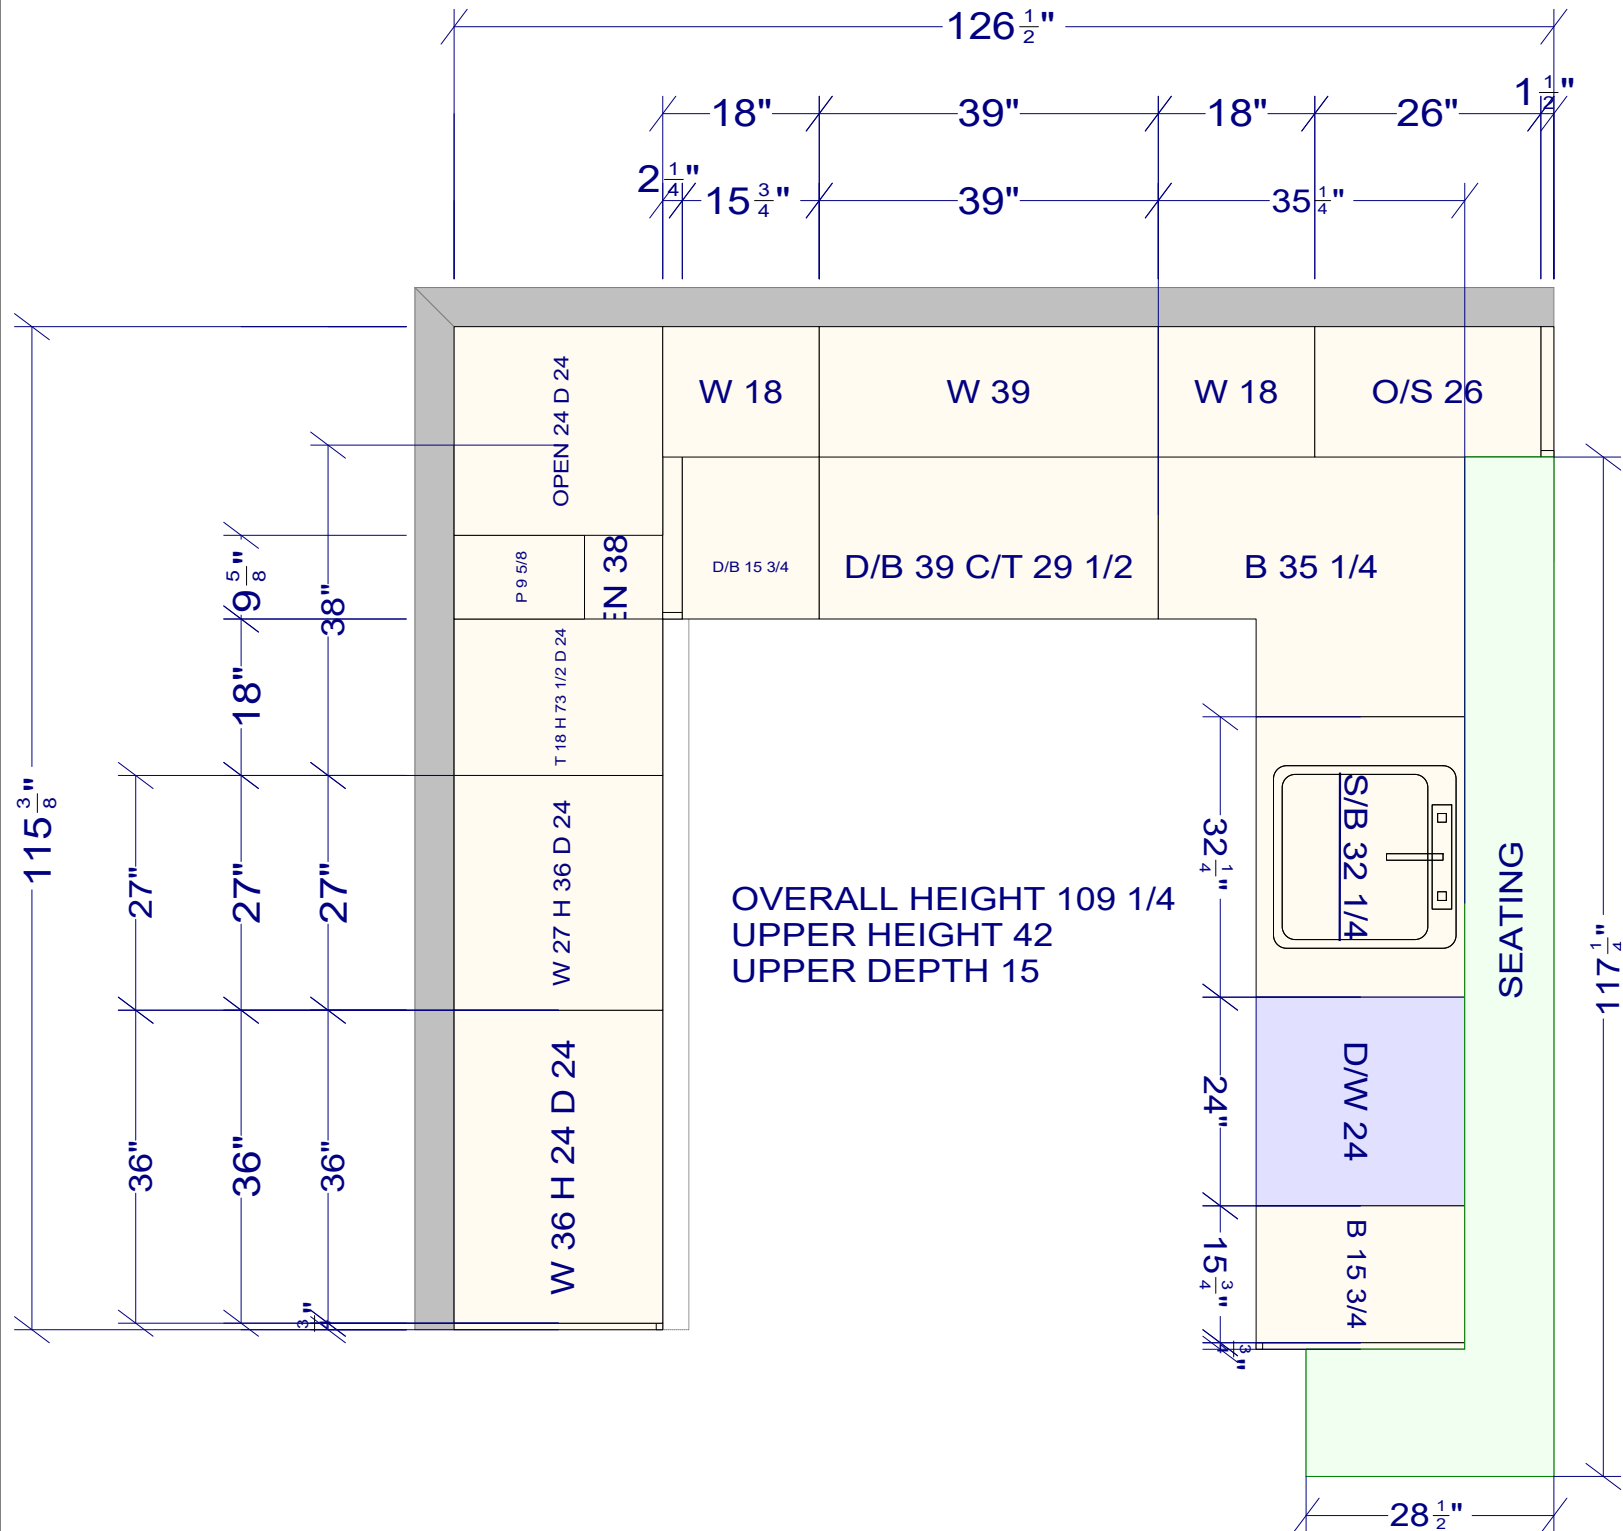 126 1/2"
18"
39"
18"
26"
1 1/2"
2 1/4"
15 3/4"
39"
35 1/4"
OPEN 24 D 24
W 18
W 39
W 18
O/S 26
P 9 5/8
EN 38
D/B 15 3/4
D/B 39 C/T 29 1/2
B 35 1/4
T 18 H 73 1/2 D 24
W 27 H 36 D 24
W 36 H 24 D 24
115 3/8"
9 5/8"
38"
18"
27"
27"
27"
36"
36"
36"
3/4"
OVERALL HEIGHT 109 1/4
UPPER HEIGHT 42
UPPER DEPTH 15
32 1/4"
S/B 32 1/4
24"
D/W 24
15 3/4"
B 15 3/4
3/4"
SEATING
117 1/4"
28 1/2"